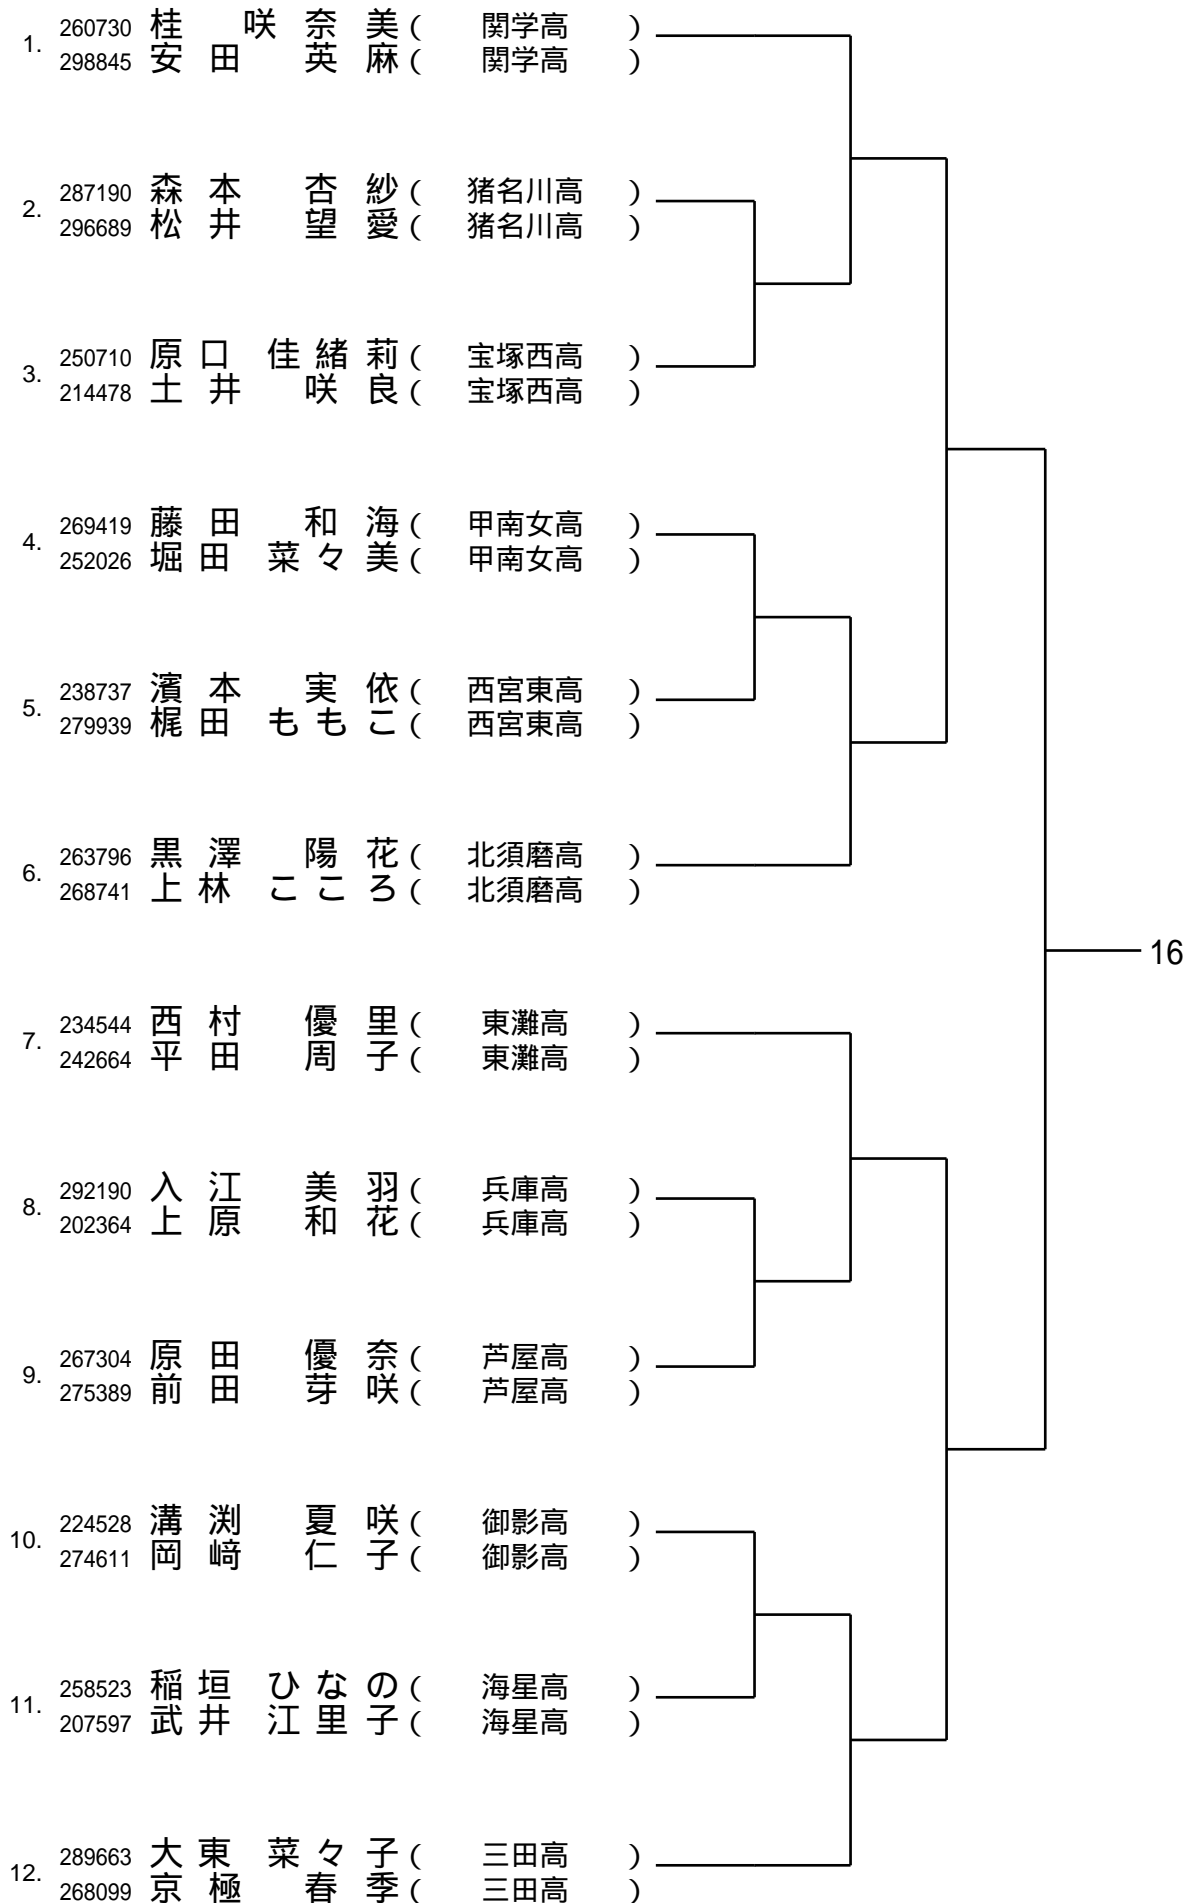 1. 260730 桂 咲奈美 ( 関学高 )
298845 安田 英麻 ( 関学高 )
2. 287190 森本 杏紗 ( 猪名川高 )
296689 松井 望愛 ( 猪名川高 )
3. 250710 原口 佳緒莉 ( 宝塚西高 )
214478 土井 咲良 ( 宝塚西高 )
4. 269419 藤田 和海 ( 甲南女高 )
252026 堀田 菜々美 ( 甲南女高 )
5. 238737 濱本 実依 ( 西宮東高 )
279939 梶田 ももこ ( 西宮東高 )
6. 263796 黒澤 陽花 ( 北須磨高 )
268741 上林 こころ ( 北須磨高 )
16
7. 234544 西村 優里 ( 東灘高 )
242664 平田 周子 ( 東灘高 )
8. 292190 入江 美羽 ( 兵庫高 )
202364 上原 和花 ( 兵庫高 )
9. 267304 原田 優奈 ( 芦屋高 )
275389 前田 芽咲 ( 芦屋高 )
10. 224528 溝渕 夏咲 ( 御影高 )
274611 岡﨑 仁子 ( 御影高 )
11. 258523 稲垣 ひなの ( 海星高 )
207597 武井 江里子 ( 海星高 )
12. 289663 大東 菜々子 ( 三田高 )
268099 京極 春季 ( 三田高 )